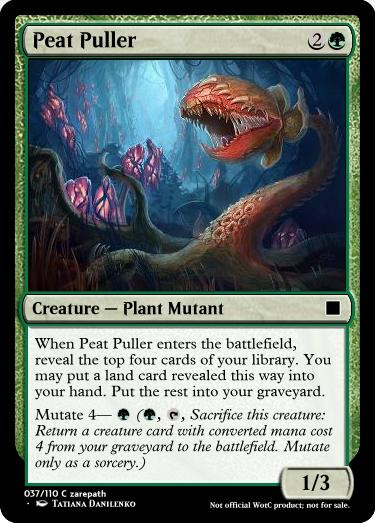 Peat Puller
2
Creature — Plant Mutant
When Peat Puller enters the battlefield,
reveal the top four cards of your library. You
may put a land card revealed this way into
your hand. Put the rest into your graveyard.
Mutate 4— (, , Sacrifice this creature:
Return a creature card with converted mana cost
4 from your graveyard to the battlefield. Mutate
only as a sorcery.)
1/3
037/110 C zarepath
· Tatiana Danilenko
Not official WotC product; not for sale.